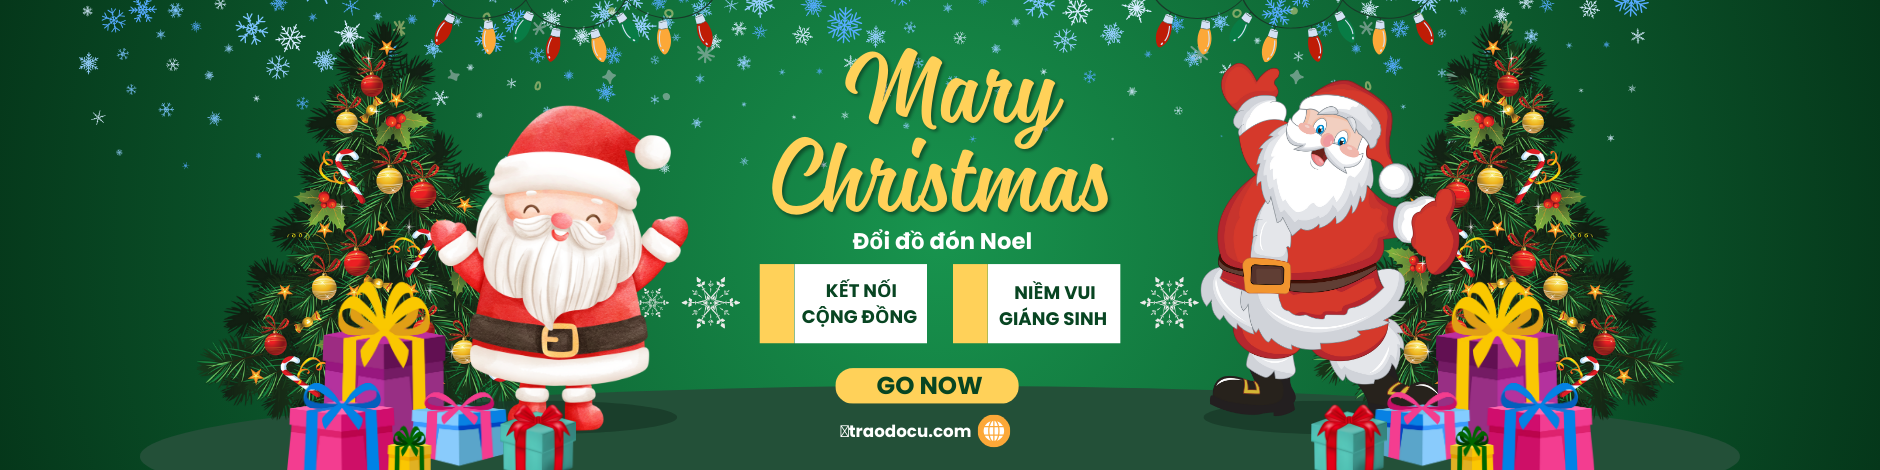 Mary
Christmas
Đổi đồ đón Noel
KẾT NỐI
CỘNG ĐỒNG
NIỀM VUI
GIÁNG SINH
GO NOW
traodocu.com